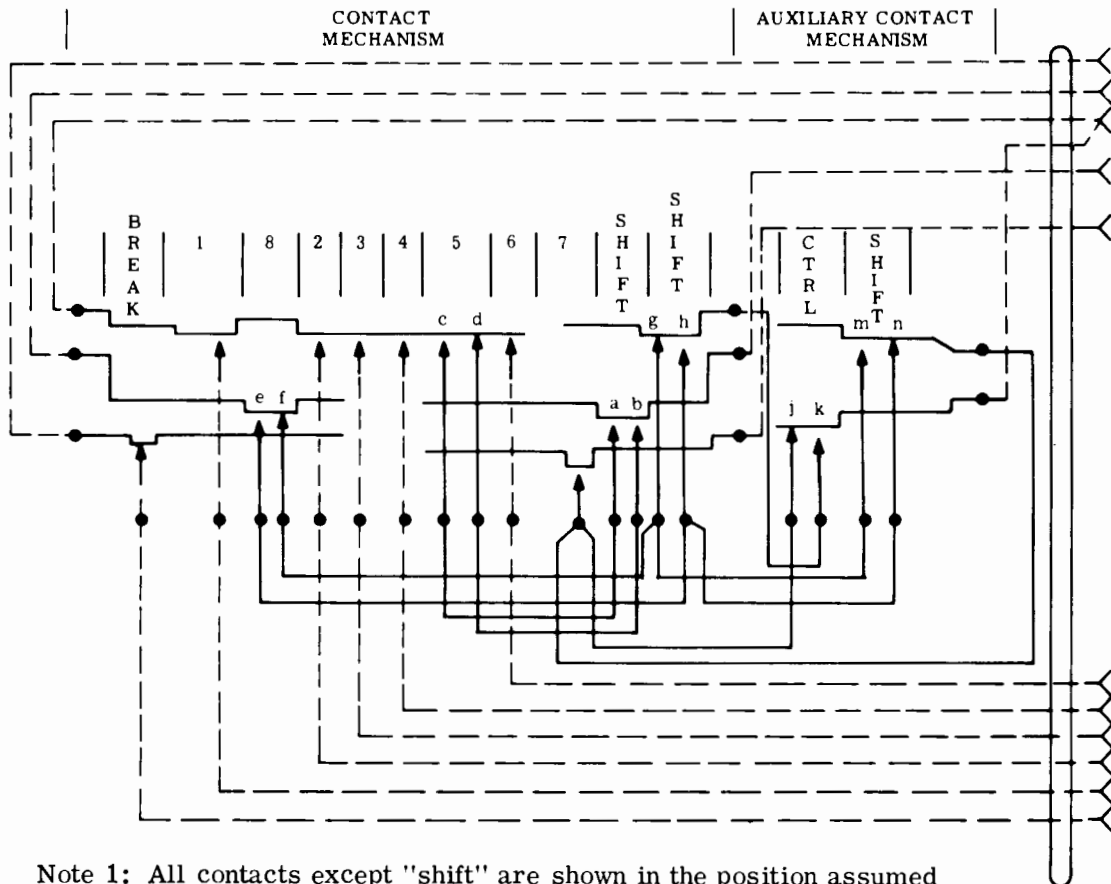 CONTACT
MECHANISM
AUXILIARY CONTACT
MECHANISM
BREAK
1
8
2
3
4
5
6
7
SHIFT
SHIFT
CTRL
SHIFT
c d
g h
m n
e f
a b
j k
Note 1: All contacts except "shift" are shown in the position assumed